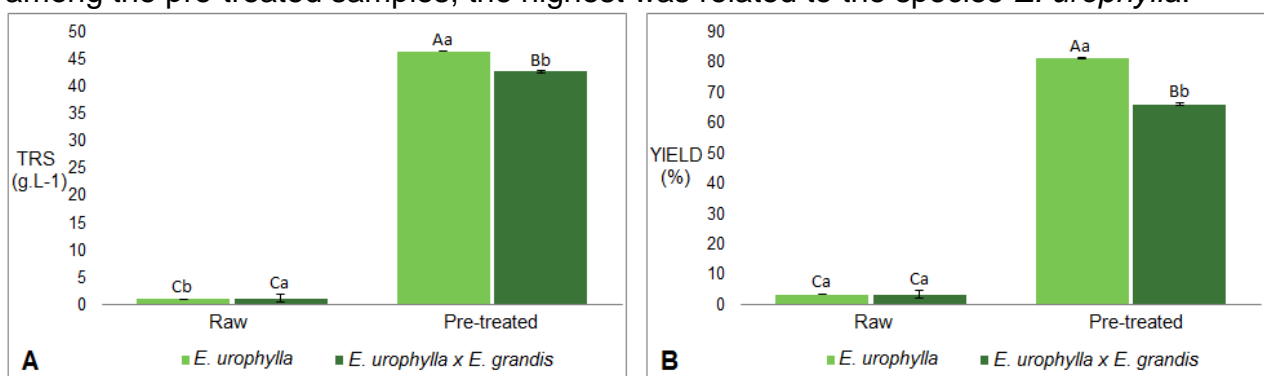 among the pre-treated samples, the highest was related to the species E. urophylla.
50
45
40
35
30
25
20
15
10
5
0
TRS
(g.L-1)
Cb
Ca
Aa
Bb
Raw
Pre-treated
A
E. urophylla
E. urophylla x E. grandis
90
80
70
60
50
40
30
20
10
0
YIELD
(%)
Ca
Ca
Aa
Bb
Raw
Pre-treated
B
E. urophylla
E. urophylla x E. grandis